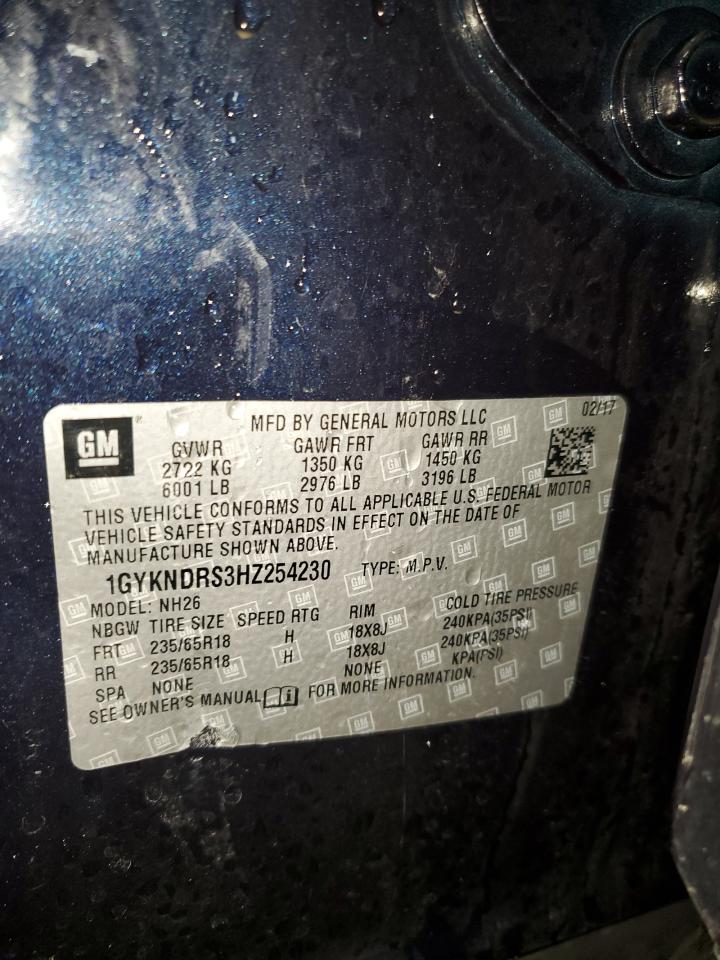 GM
MFD BY GENERAL MOTORS LLC
02/17
GVWR GAWR FRT GAWR RR
2722 KG 1350 KG 1450 KG
6001 LB 2976 LB 3196 LB
THIS VEHICLE CONFORMS TO ALL APPLICABLE U.S. FEDERAL MOTOR
VEHICLE SAFETY STANDARDS IN EFFECT ON THE DATE OF
MANUFACTURE SHOWN ABOVE.
1GYKNDRS3HZ254230 TYPE: M.P.V.
MODEL: NH26
NBGW TIRE SIZE SPEED RTG RIM COLD TIRE PRESSURE
FRT 235/65R18 H 18X8J 240KPA(35PSI)
RR 235/65R18 H 18X8J 240KPA(35PSI)
SPA NONE NONE KPA(PSI)
SEE OWNER'S MANUAL FOR MORE INFORMATION.